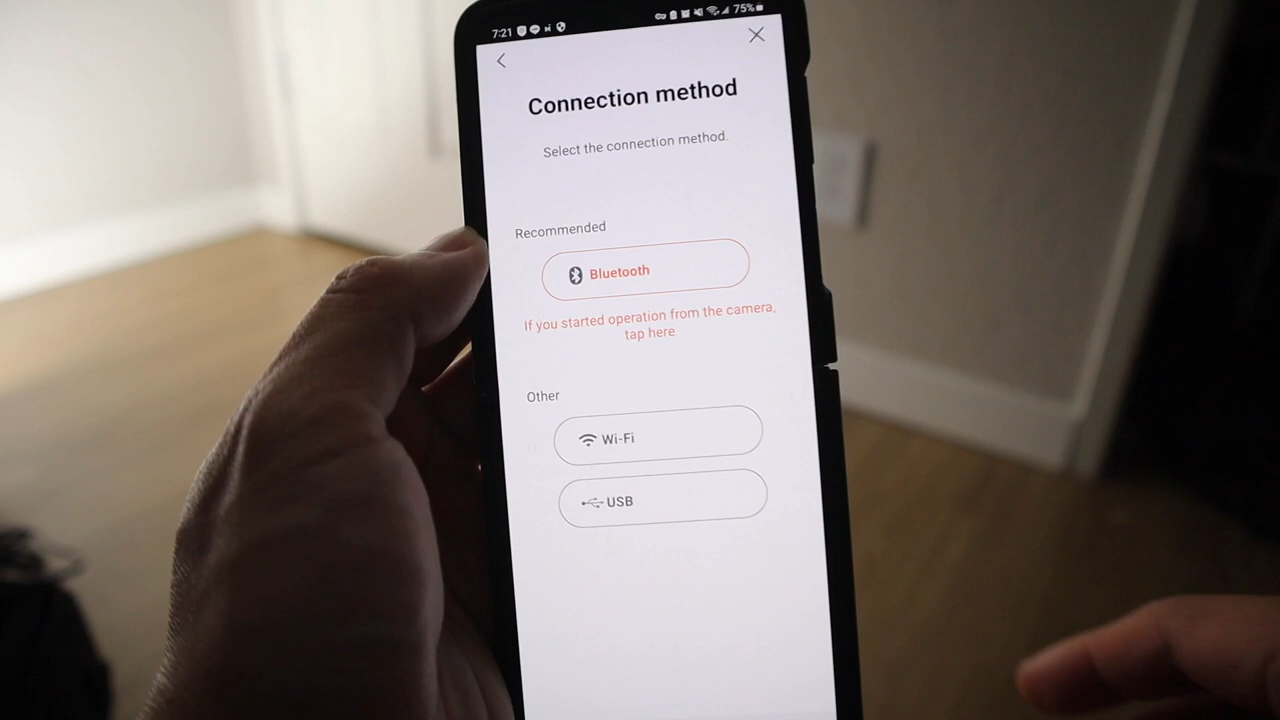 7:21 75%
Connection method
Select the connection method.
Recommended
Bluetooth
If you started operation from the camera,
tap here
Other
Wi-Fi
USB